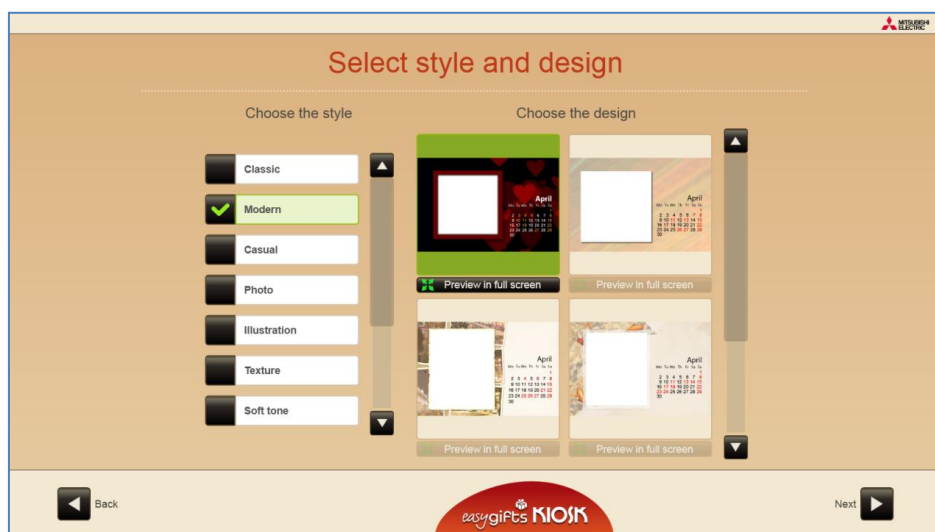 MITSUBISHI
ELECTRIC
Select style and design
Choose the style
Choose the design
Classic
Modern
Casual
Photo
Illustration
Texture
Soft tone
April
April
Preview in full screen
Preview in full screen
April
April
Preview in full screen
Preview in full screen
Back
easygifts KIOSK
Next